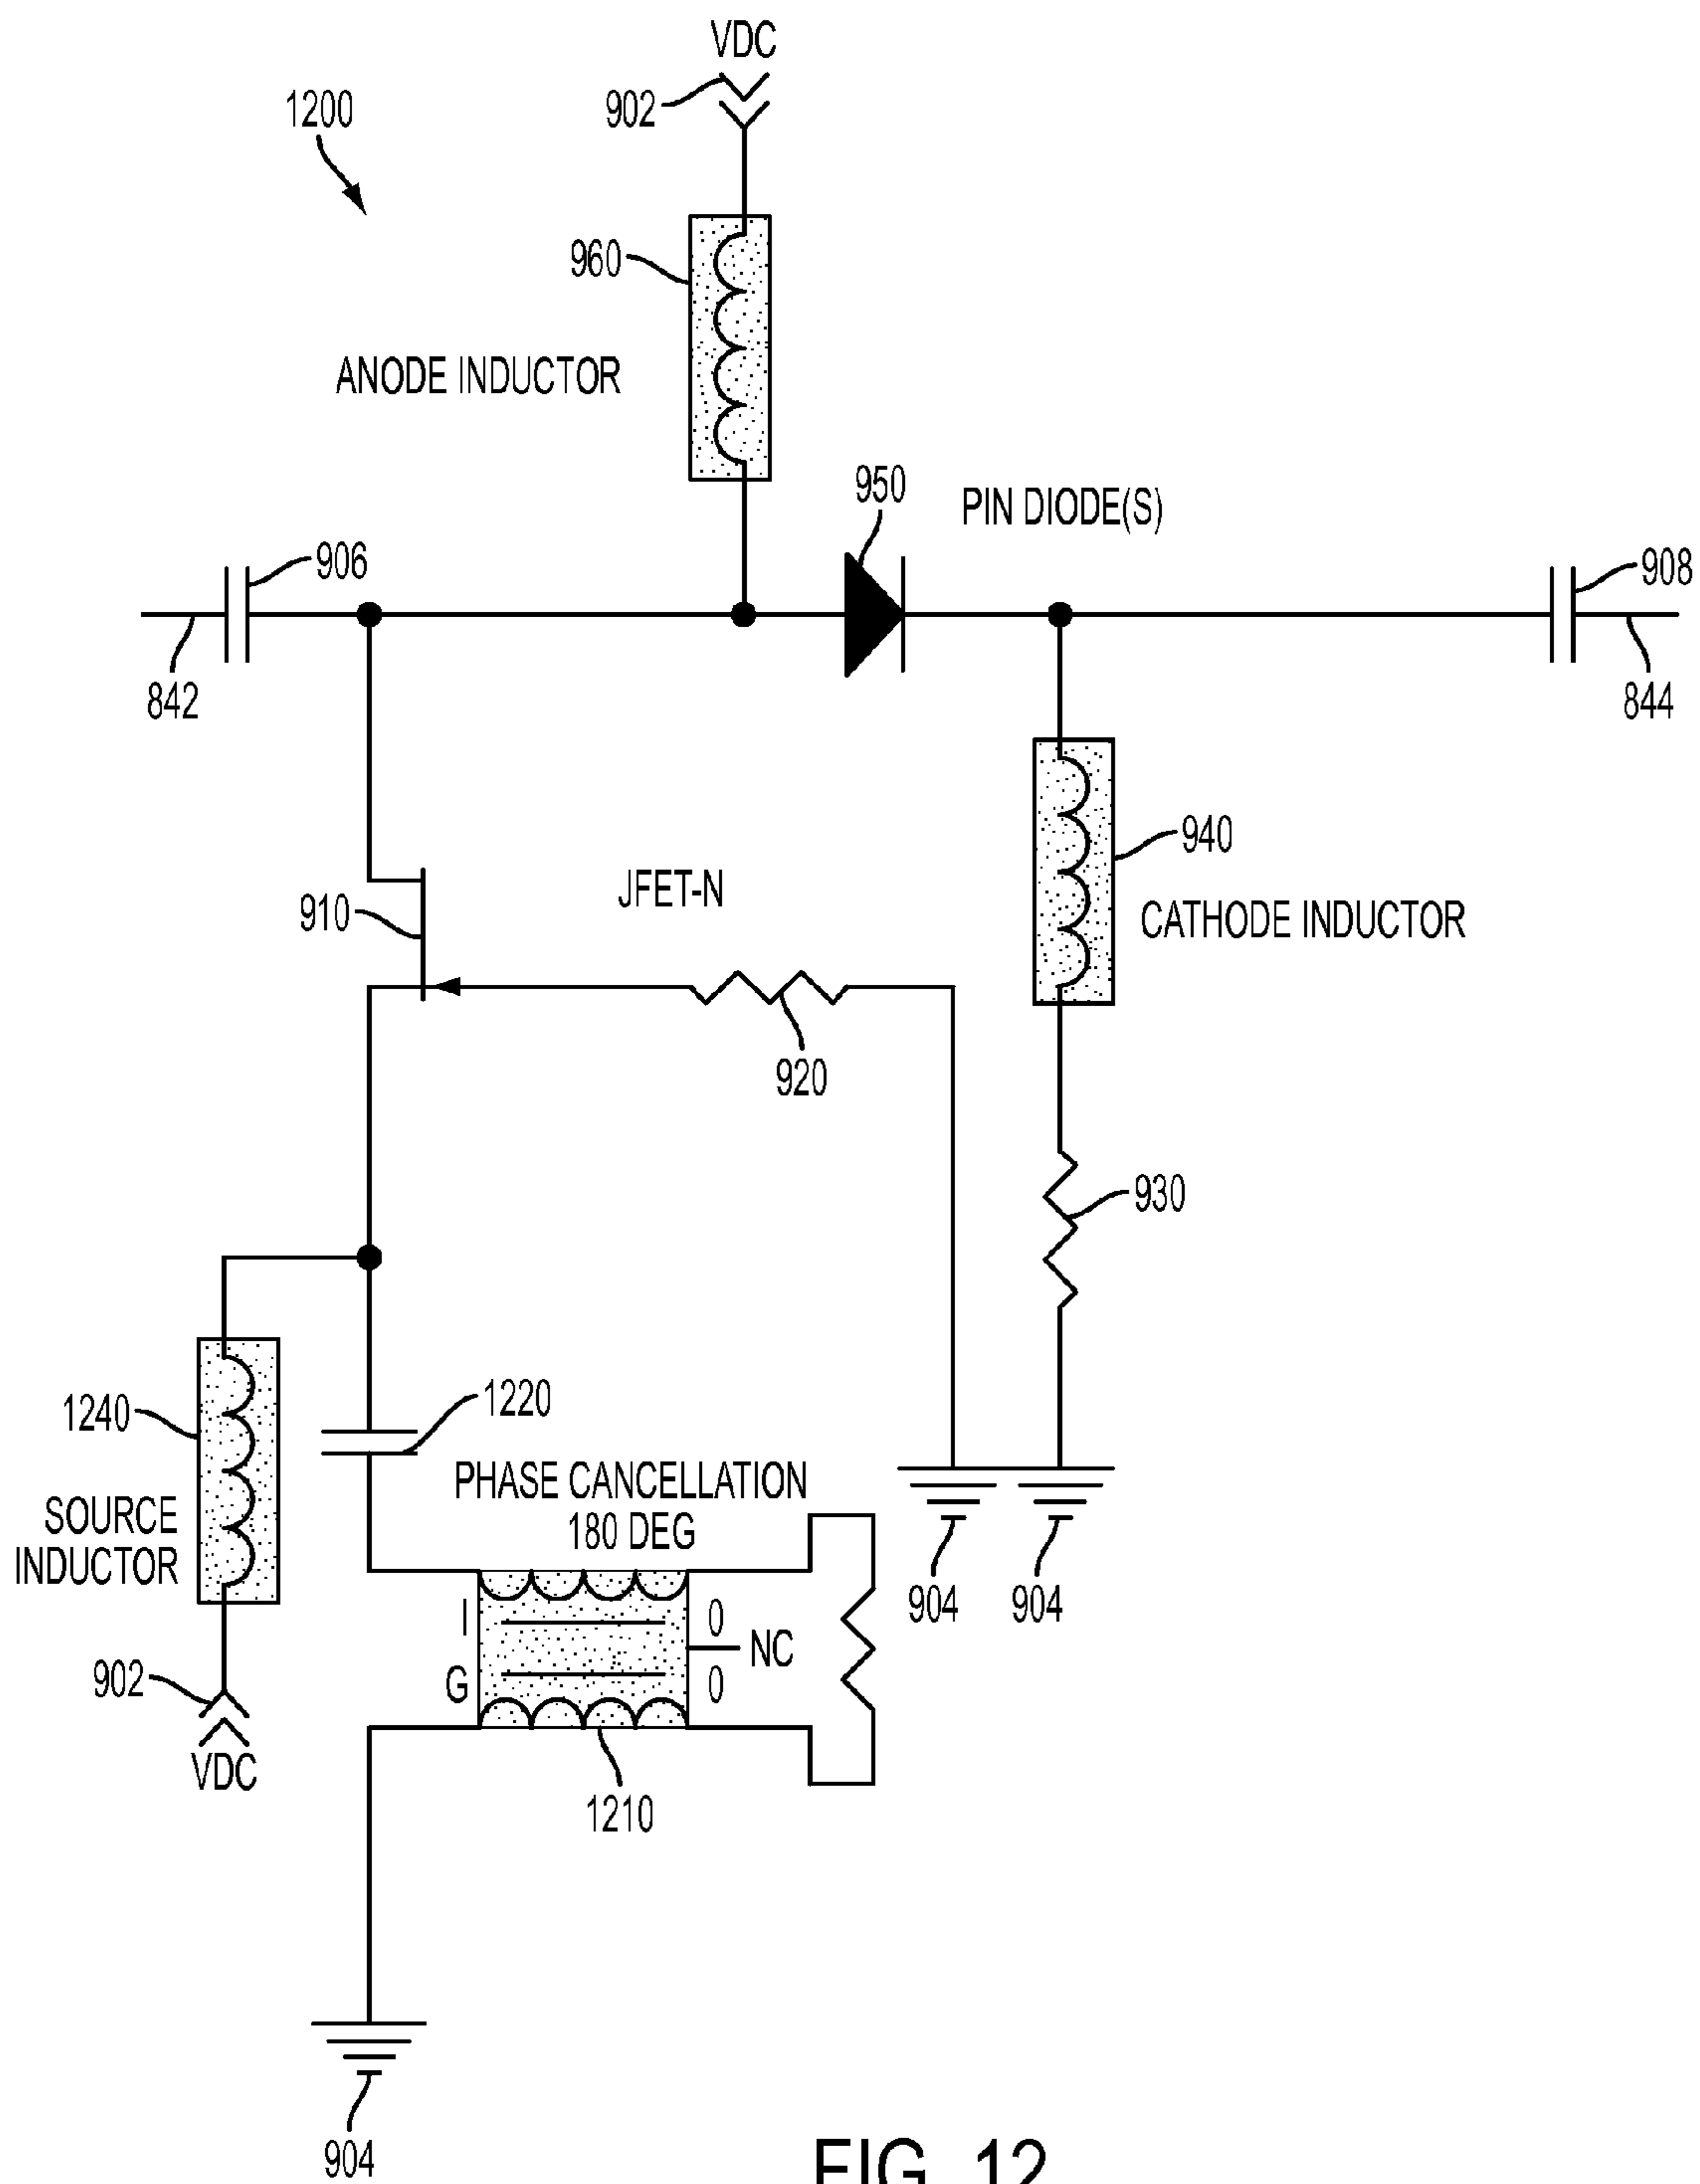 VDC
902
1200
960
ANODE INDUCTOR
950
PIN DIODE(S)
906
908
842
844
940
JFET-N
910
CATHODE INDUCTOR
920
930
1220
1240
PHASE CANCELLATION
180 DEG
SOURCE
INDUCTOR
904
904
I
0
NC
G
0
902
VDC
1210
904
FIG. 12